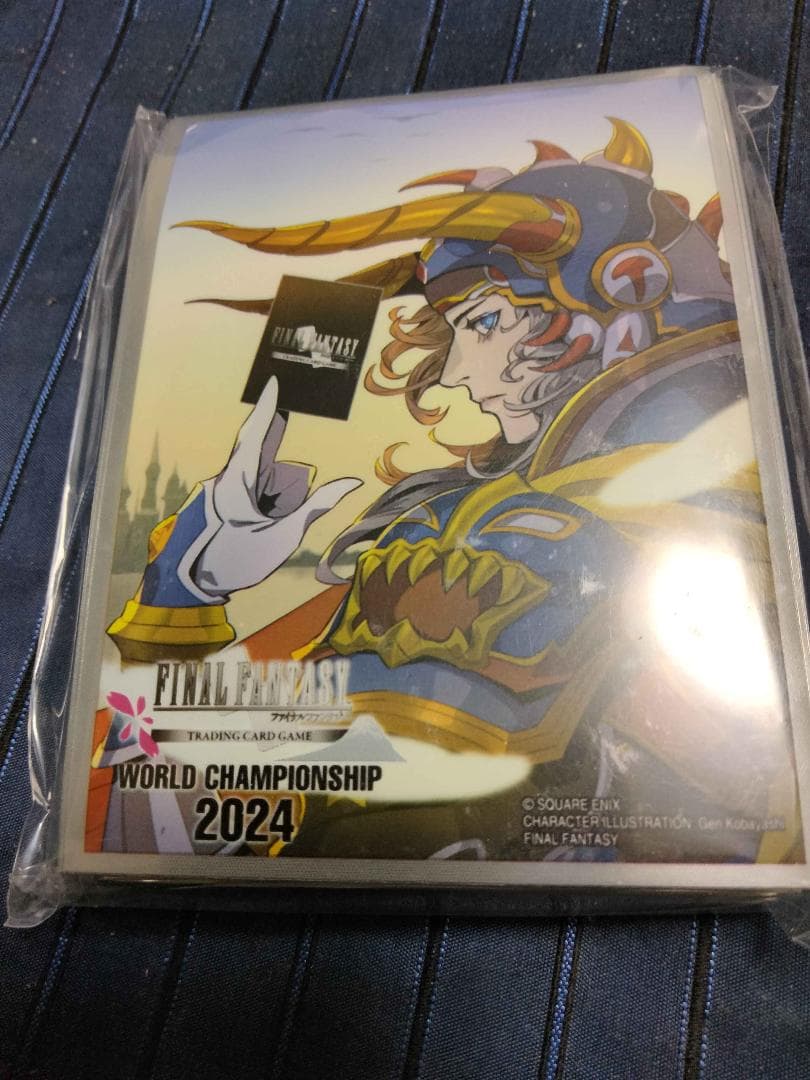 FINAL FANTASY
TRADING CARD GAME
FINAL FANTASY
ファイナルファンタジー
TRADING CARD GAME
WORLD CHAMPIONSHIP
2024
© SQUARE ENIX
CHARACTER ILLUSTRATION: Gen Kobayashi
FINAL FANTASY